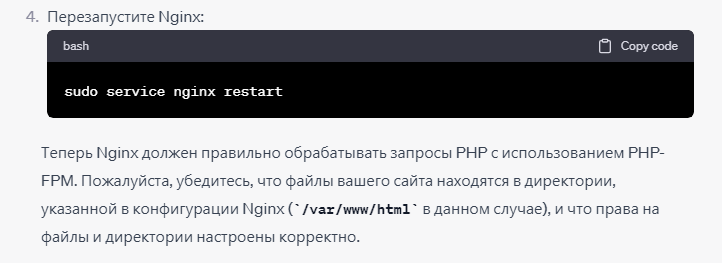 4. Перезапустите Nginx:
bash Copy code
sudo service nginx restart
Теперь Nginx должен правильно обрабатывать запросы PHP с использованием PHP-
FPM. Пожалуйста, убедитесь, что файлы вашего сайта находятся в директории,
указанной в конфигурации Nginx (`/var/www/html` в данном случае), и что права на
файлы и директории настроены корректно.